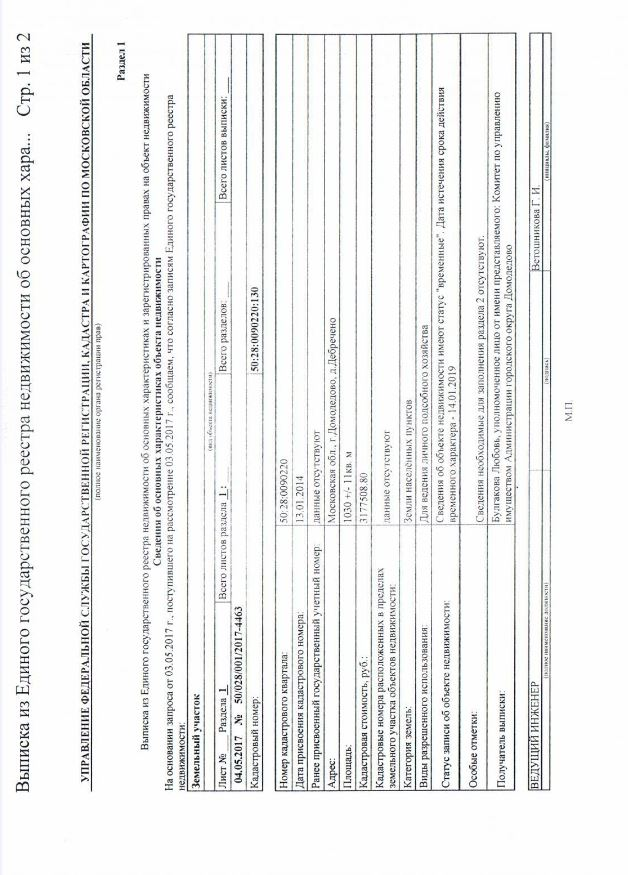 Выписка из Единого государственного реестра недвижимости об основных хара... Стр. 1 из 2
УПРАВЛЕНИЕ ФЕДЕРАЛЬНОЙ СЛУЖБЫ ГОСУДАРСТВЕННОЙ РЕГИСТРАЦИИ, КАДАСТРА И КАРТОГРАФИИ ПО МОСКОВСКОЙ ОБЛАСТИ
(полное наименование органа регистрации прав)
Раздел 1
Выписка из Единого государственного реестра недвижимости об основных характеристиках и зарегистрированных правах на объект недвижимости
Сведения об основных характеристиках объекта недвижимости
На основании запроса от 03.05.2017 г., поступившего на рассмотрение 03.05.2017 г., сообщаем, что согласно записям Единого государственного реестра
недвижимости:
Земельный участок
(вид объекта недвижимости)
Лист № ___ Раздела 1 Всего листов раздела 1: ___ Всего разделов: ___ Всего листов выписки: ___
04.05.2017 № 50/028/001/2017-4463
Кадастровый номер: 50:28:0090220:130
Номер кадастрового квартала: 50:28:0090220
Дата присвоения кадастрового номера: 13.01.2014
Ранее присвоенный государственный учетный номер: данные отсутствуют
Адрес: Московская обл., г Домодедово, д Дебречено
Площадь: 1030 +/- 11кв. м
Кадастровая стоимость, руб.: 3177508.80
Кадастровые номера расположенных в пределах
земельного участка объектов недвижимости: данные отсутствуют
Категория земель: Земли населённых пунктов
Виды разрешенного использования: Для ведения личного подсобного хозяйства
Статус записи об объекте недвижимости: Сведения об объекте недвижимости имеют статус "временные". Дата истечения срока действия
временного характера - 14.01.2019
Особые отметки: Сведения необходимые для заполнения раздела 2 отсутствуют.
Получатель выписки: Булгакова Любовь, уполномоченное лицо от имени представляемого: Комитет по управлению
имуществом Администрации городского округа Домодедово
ВЕДУЩИЙ ИНЖЕНЕР Ветошникова Г. И.
(полное наименование должности) (подпись) (инициалы, фамилия)
М.П.